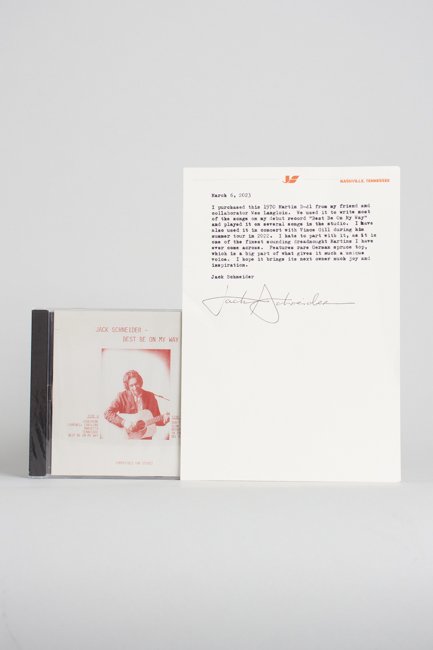 NASHVILLE, TENNESSEE
March 6, 2023
I purchased this 1970 Martin D-21 from my friend and
collaborator Wes Langlois. We used it to write most
of the songs on my debut record "Best Be On My Way"
and played it on several songs in the studio. I have
also used it in concert with Vince Gill during his
summer tour in 2022. I hate to part with it, as it is
one of the finest sounding dreadnought Martins I have
ever come across. Features rare German spruce top,
which is a big part of what gives it such a unique
voice. I hope it brings its next owner much joy and
inspiration.
Jack Schneider
Jack Schneider
JACK SCHNEIDER -
BEST BE ON MY WAY